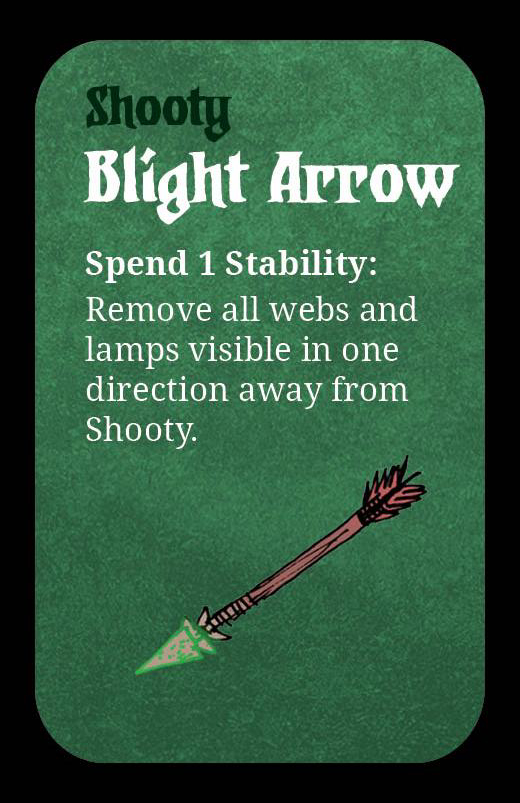 Shooty
Blight Arrow
Spend 1 Stability:
Remove all webs and
lamps visible in one
direction away from
Shooty.